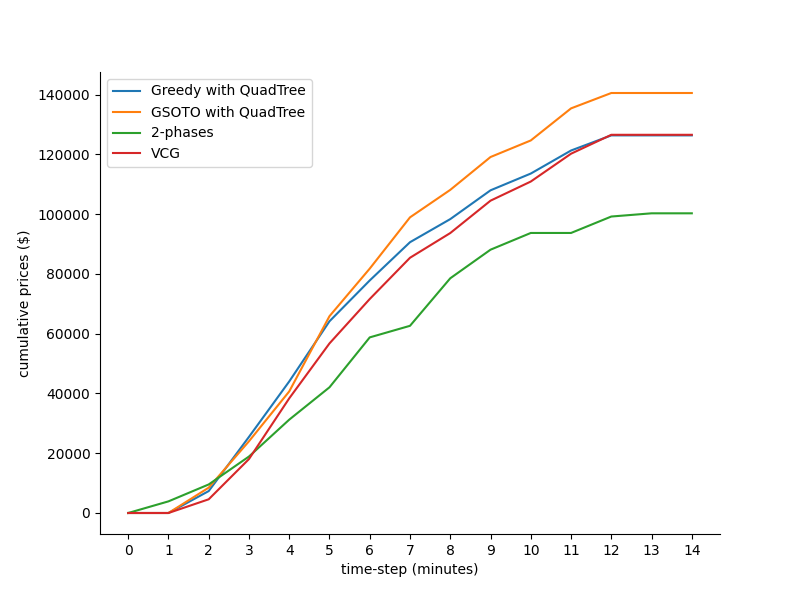 Greedy with QuadTree
GSOTO with QuadTree
2-phases
VCG
cumulative prices ($)
140000
120000
100000
80000
60000
40000
20000
0
0 1 2 3 4 5 6 7 8 9 10 11 12 13 14
time-step (minutes)